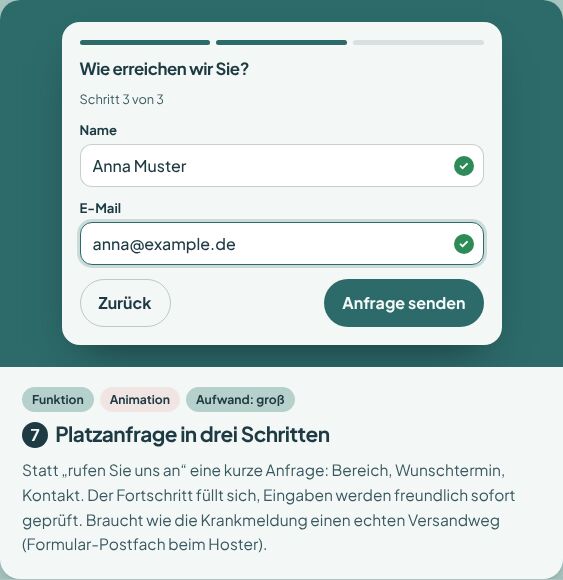 Wie erreichen wir Sie?
Schritt 3 von 3
Name
Anna Muster
E-Mail
anna@example.de
Zurück
Anfrage senden
Funktion
Animation
Aufwand: groß
7 Platzanfrage in drei Schritten
Statt „rufen Sie uns an“ eine kurze Anfrage: Bereich, Wunschtermin,
Kontakt. Der Fortschritt füllt sich, Eingaben werden freundlich sofort
geprüft. Braucht wie die Krankmeldung einen echten Versandweg
(Formular-Postfach beim Hoster).